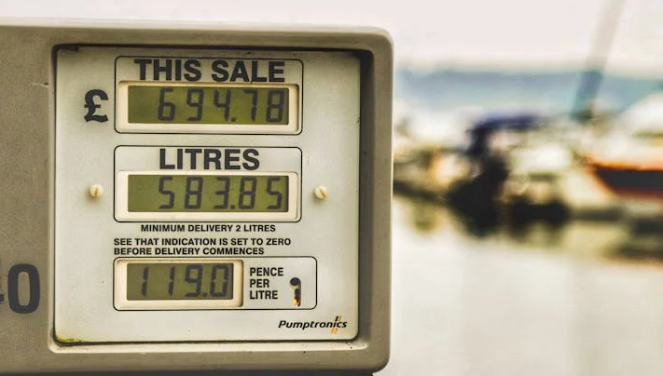 THIS SALE
£ 694.78
LITRES
583.85
MINIMUM DELIVERY 2 LITRES
SEE THAT INDICATION IS SET TO ZERO
BEFORE DELIVERY COMMENCES
119.0
PENCE
PER
LITRE
Pumptronics